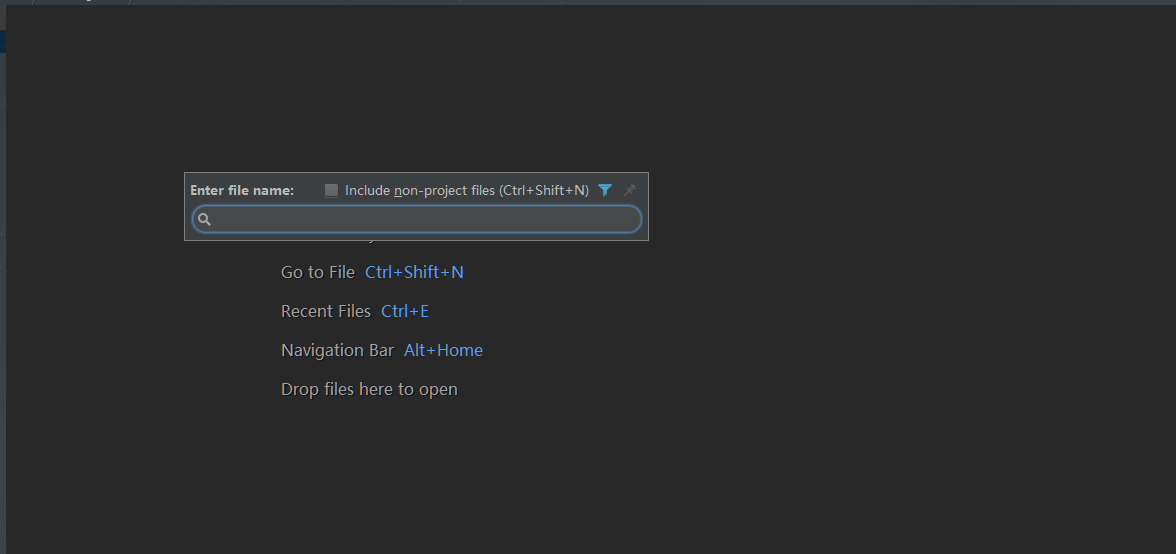 Enter file name: Include non-project files (Ctrl+Shift+N)
Go to File Ctrl+Shift+N
Recent Files Ctrl+E
Navigation Bar Alt+Home
Drop files here to open